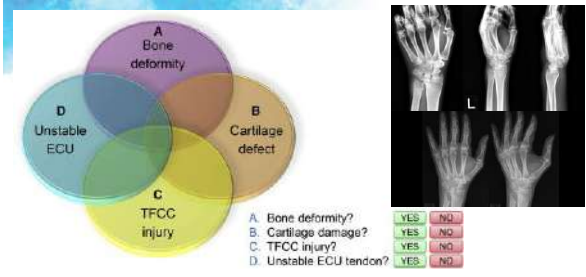 A
Bone
deformity
D
Unstable
ECU
B
Cartilage
defect
C
TFCC
injury
L
A. Bone deformity? YES NO
B. Cartilage damage? YES NO
C. TFCC injury? YES NO
D. Unstable ECU tendon? YES NO